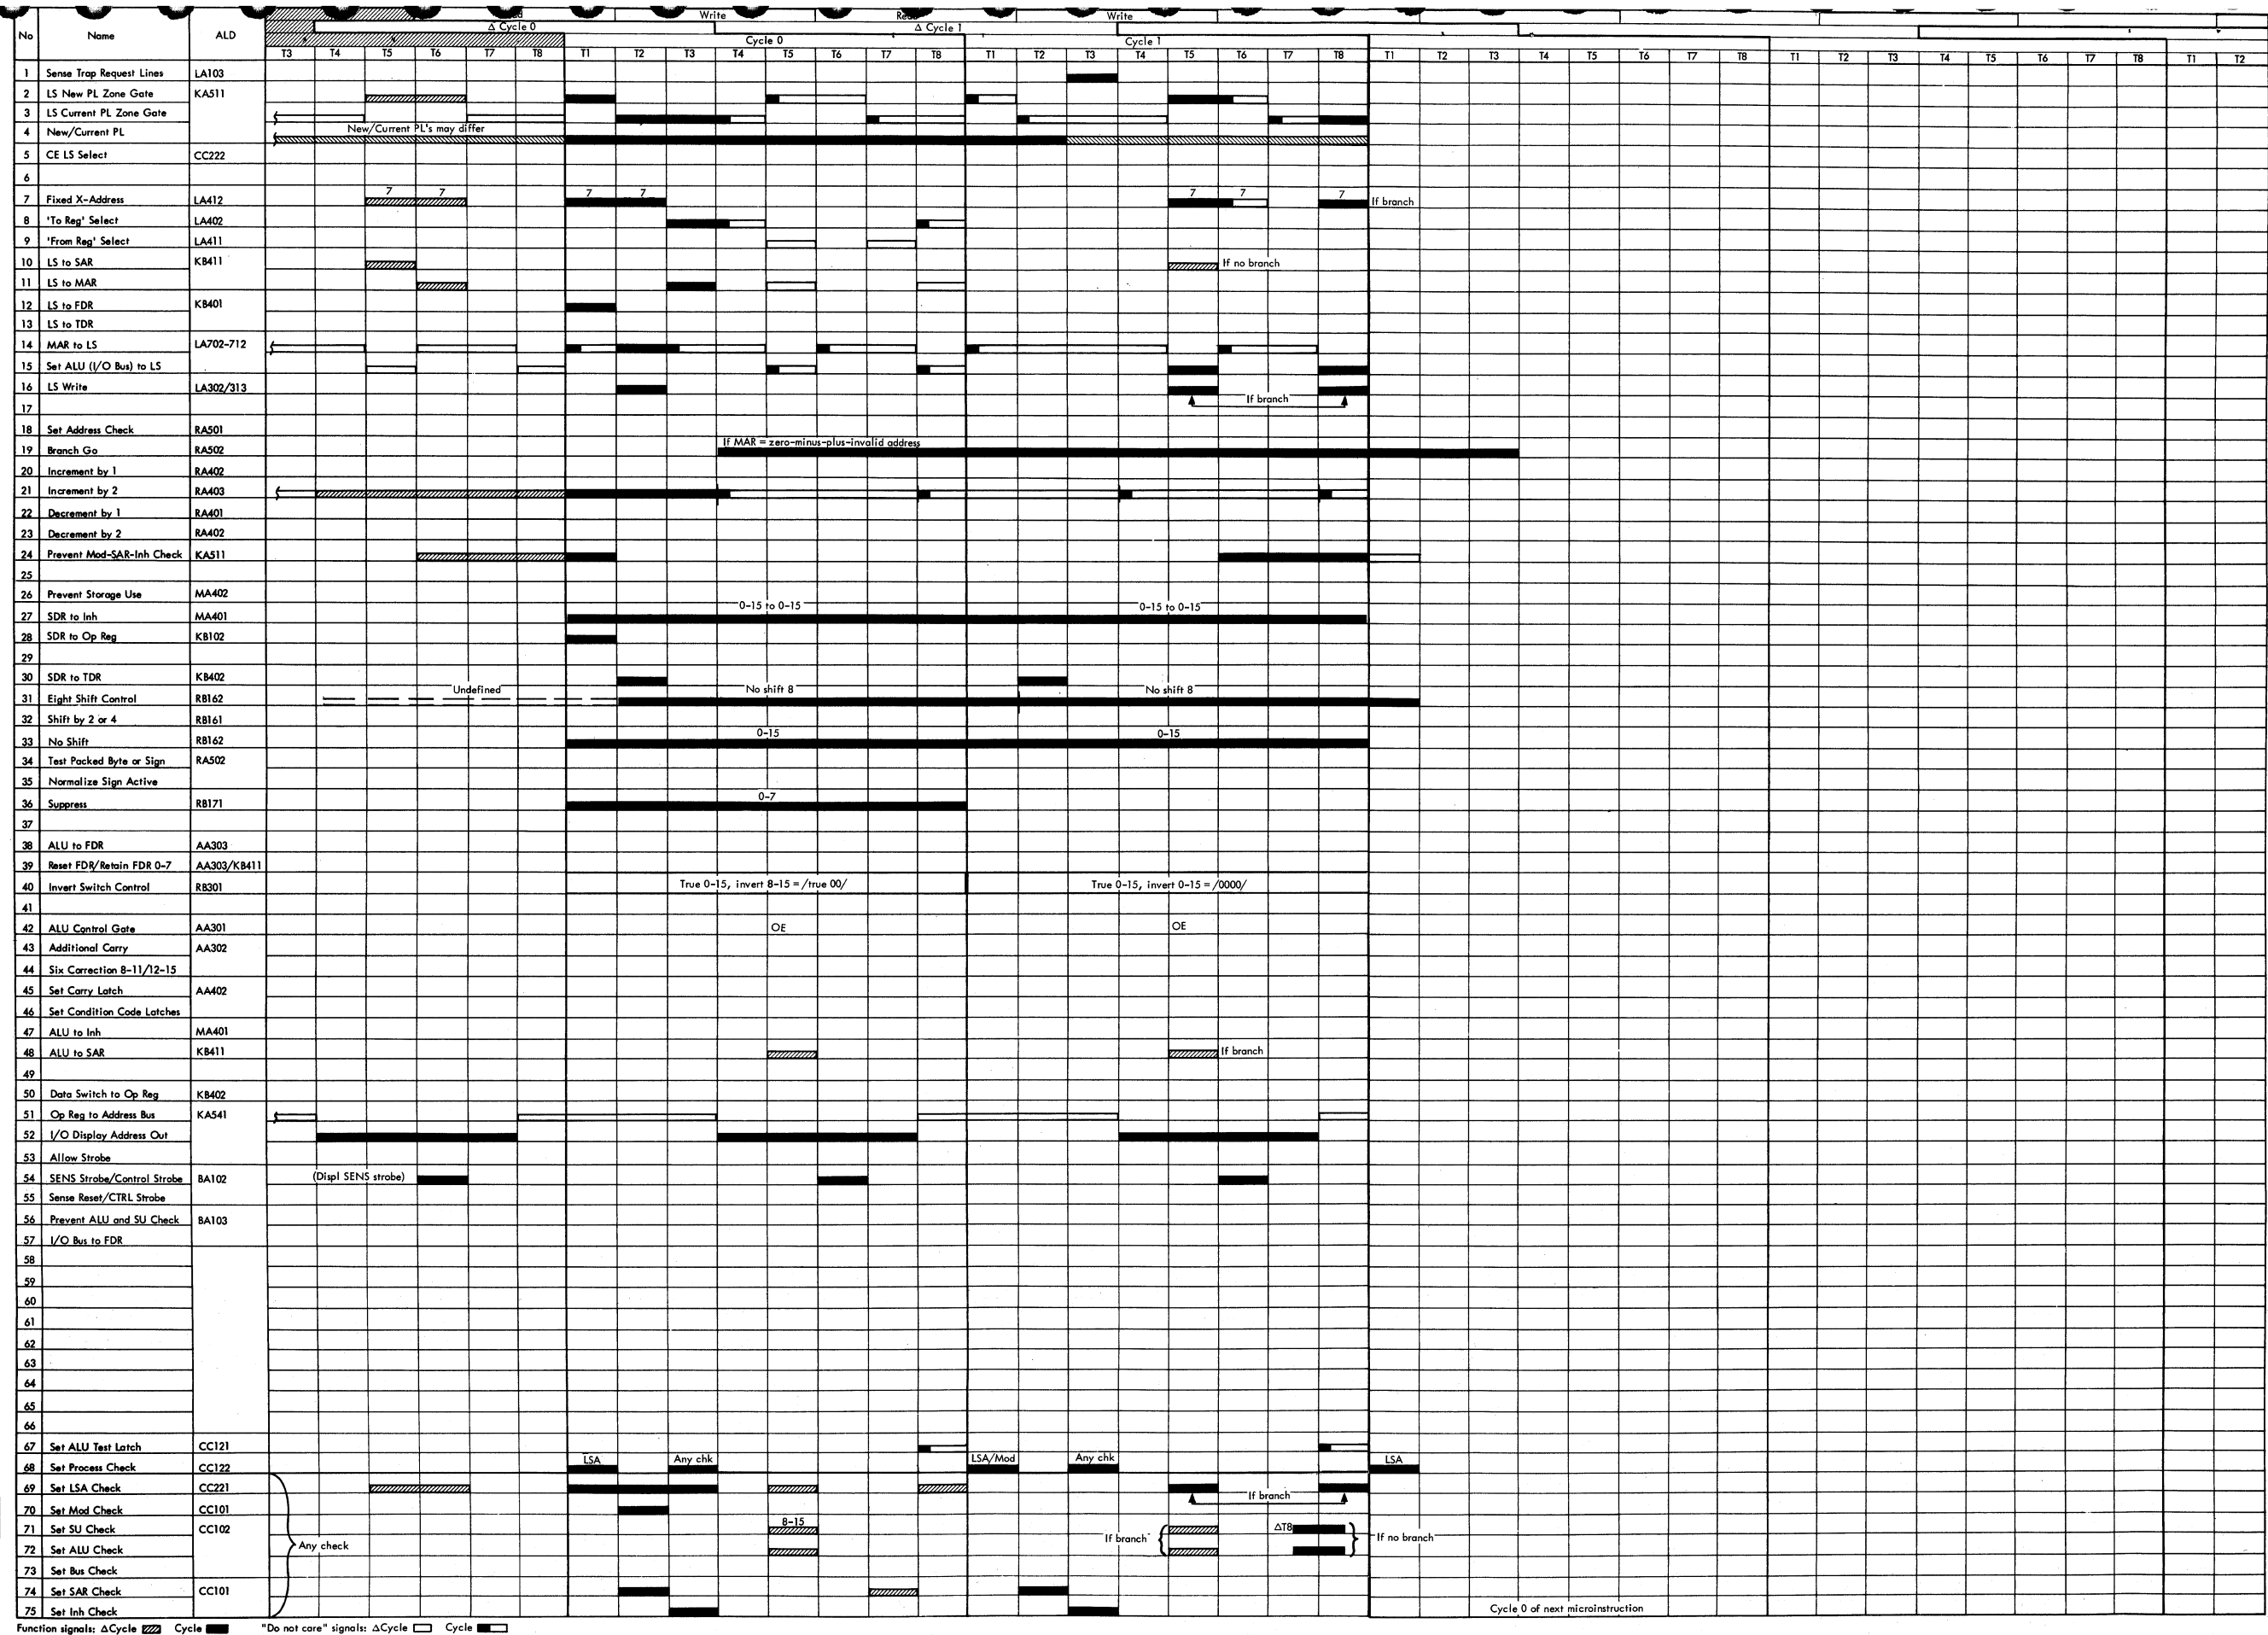 Write Write
Δ Cycle 0 Δ Cycle 1
No Name ALD Cycle 0 Cycle 1
T3 T4 T5 T6 T7 T8 T1 T2 T3 T4 T5 T6 T7 T8 T1 T2 T3 T4 T5 T6 T7 T8 T1 T2 T3 T4 T5 T6 T7 T8 T1 T2 T3 T4 T5 T6 T7 T8 T1 T2
1 Sense Trap Request Lines LA103
2 LS New PL Zone Gate KA511
3 LS Current PL Zone Gate
4 New/Current PL New/Current PL's may differ
5 CE LS Select CC222
6
7 Fixed X-Address LA412 7 7 7 7 7 7 7 If branch
8 'To Reg' Select LA402
9 'From Reg' Select LA411
10 LS to SAR KB411 If no branch
11 LS to MAR
12 LS to FDR KB401
13 LS to TDR
14 MAR to LS LA702-712
15 Set ALU (I/O Bus) to LS
16 LS Write LA302/313
17 If branch
18 Set Address Check RA501
19 Branch Go RA502 If MAR = zero-minus-plus-invalid address
20 Increment by 1 RA402
21 Increment by 2 RA403
22 Decrement by 1 RA401
23 Decrement by 2 RA402
24 Prevent Mod-SAR-Inh Check KA511
25
26 Prevent Storage Use MA402
27 SDR to Inh MA401 0-15 to 0-15 0-15 to 0-15
28 SDR to Op Reg KB102
29
30 SDR to TDR KB402
31 Eight Shift Control RB162 Undefined No shift 8 No shift 8
32 Shift by 2 or 4 RB161
33 No Shift RB162 0-15 0-15
34 Test Packed Byte or Sign RA502
35 Normalize Sign Active
36 Suppress RB171 0-7
37
38 ALU to FDR AA303
39 Reset FDR/Retain FDR 0-7 AA303/KB411
40 Invert Switch Control RB301 True 0-15, invert 8-15 = /true 00/ True 0-15, invert 0-15 = /0000/
41
42 ALU Control Gate AA301 OE OE
43 Additional Carry AA302
44 Six Correction 8-11/12-15
45 Set Carry Latch AA402
46 Set Condition Code Latches
47 ALU to Inh MA401
48 ALU to SAR KB411 If branch
49
50 Data Switch to Op Reg KB402
51 Op Reg to Address Bus KA541
52 I/O Display Address Out
53 Allow Strobe
54 SENS Strobe/Control Strobe BA102 (Displ SENS strobe)
55 Sense Reset/CTRL Strobe
56 Prevent ALU and SU Check BA103
57 I/O Bus to FDR
58
59
60
61
62
63
64
65
66
67 Set ALU Test Latch CC121
68 Set Process Check CC122 LSA Any chk LSA/Mod Any chk LSA
69 Set LSA Check CC221
70 Set Mod Check CC101 If branch
71 Set SU Check CC102 8-15 If branch ΔT8 If no branch
72 Set ALU Check Any check
73 Set Bus Check
74 Set SAR Check CC101
75 Set Inh Check Cycle 0 of next microinstruction
Function signals: ΔCycle Cycle "Do not care" signals: ΔCycle Cycle